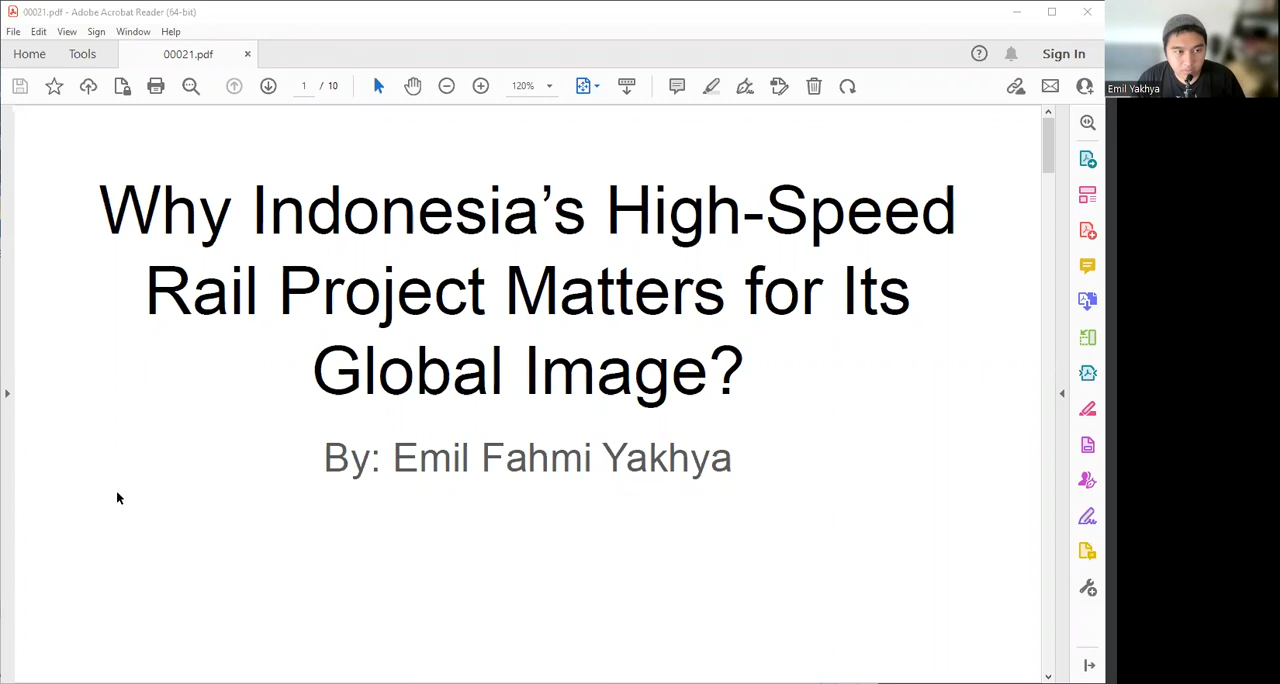 00021.pdf - Adobe Acrobat Reader (64-bit)
File Edit View Sign Window Help
Home Tools 00021.pdf × Sign In
1 / 10 120%
Why Indonesia’s High-Speed
Rail Project Matters for Its
Global Image?
By: Emil Fahmi Yakhya
Emil Yakhya